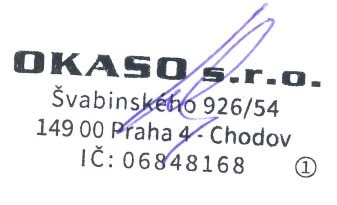 OKASO s.r.o.
Švabinského 926/54
149 00 Praha 4 - Chodov
IČ: 06848168 ①